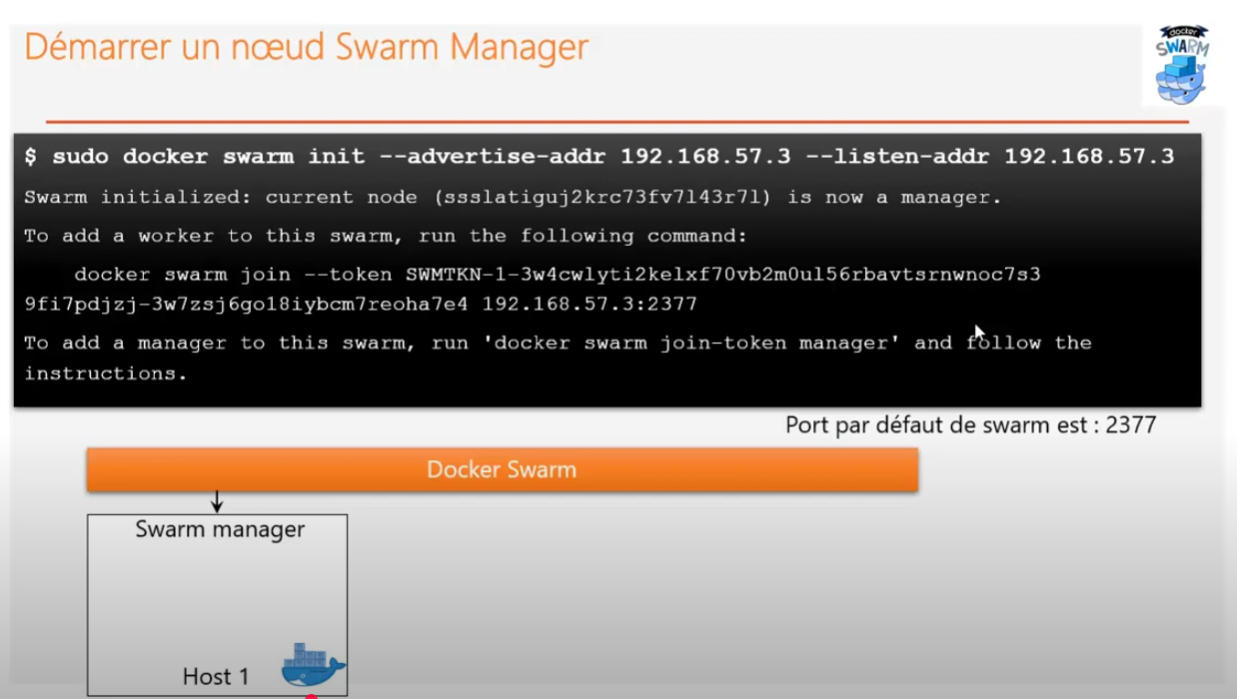 Démarrer un nœud Swarm Manager
docker
SWARM
$ sudo docker swarm init --advertise-addr 192.168.57.3 --listen-addr 192.168.57.3
Swarm initialized: current node (ssslatiguj2krc73fv7l43r7l) is now a manager.
To add a worker to this swarm, run the following command:
docker swarm join --token SWMTKN-1-3w4cwlyti2kelxf70vb2m0ul56rbavtsrnwnoc7s3
9fi7pdjzj-3w7zsj6go18iybcm7reoha7e4 192.168.57.3:2377
To add a manager to this swarm, run 'docker swarm join-token manager' and follow the
instructions.
Port par défaut de swarm est : 2377
Docker Swarm
Swarm manager
Host 1